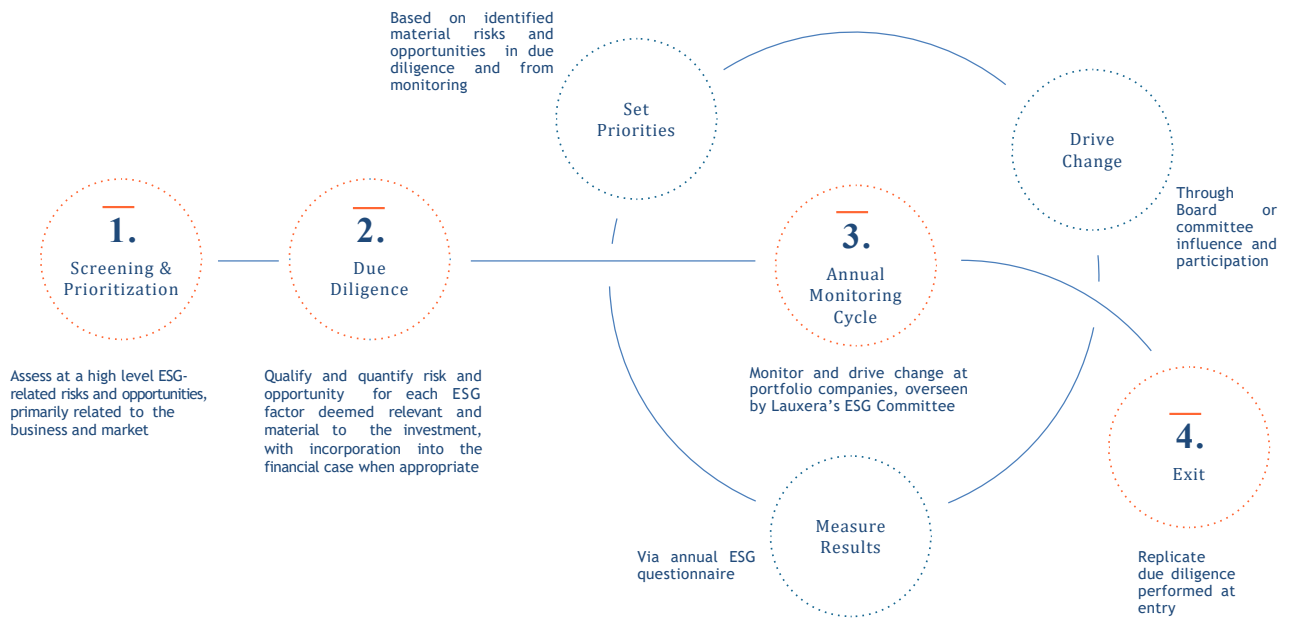 Based on identified
material risks and
opportunities in due
diligence and from
monitoring
Set
Priorities
Drive
Change
Through
Board or
committee
influence and
participation
1.
Screening &
Prioritization
Assess at a high level ESG-
related risks and opportunities,
primarily related to the
business and market
2.
Due
Diligence
Qualify and quantify risk and
opportunity for each ESG
factor deemed relevant and
material to the investment,
with incorporation into the
financial case when appropriate
3.
Annual
Monitoring
Cycle
Monitor and drive change at
portfolio companies, overseen
by Lauxera’s ESG Committee
Measure
Results
Via annual ESG
questionnaire
4.
Exit
Replicate
due diligence
performed at
entry